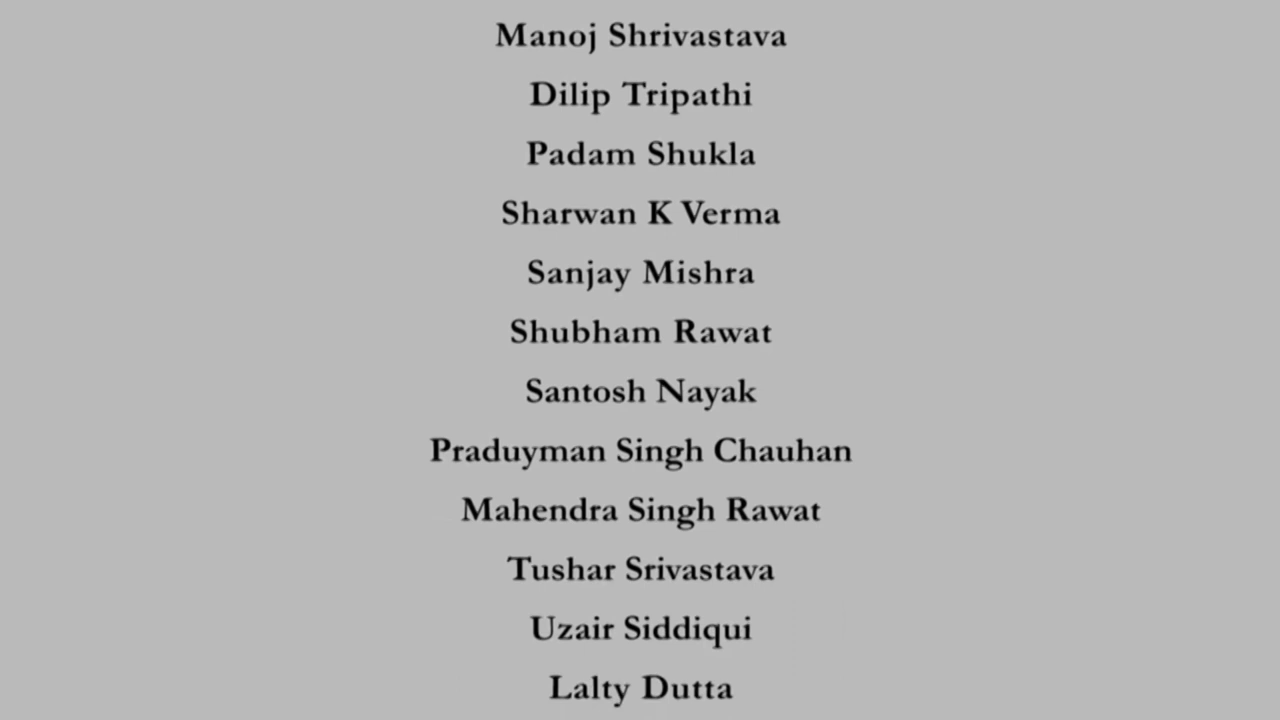 Manoj Shrivastava
Dilip Tripathi
Padam Shukla
Sharwan K Verma
Sanjay Mishra
Shubham Rawat
Santosh Nayak
Praduyman Singh Chauhan
Mahendra Singh Rawat
Tushar Srivastava
Uzair Siddiqui
Lalty Dutta